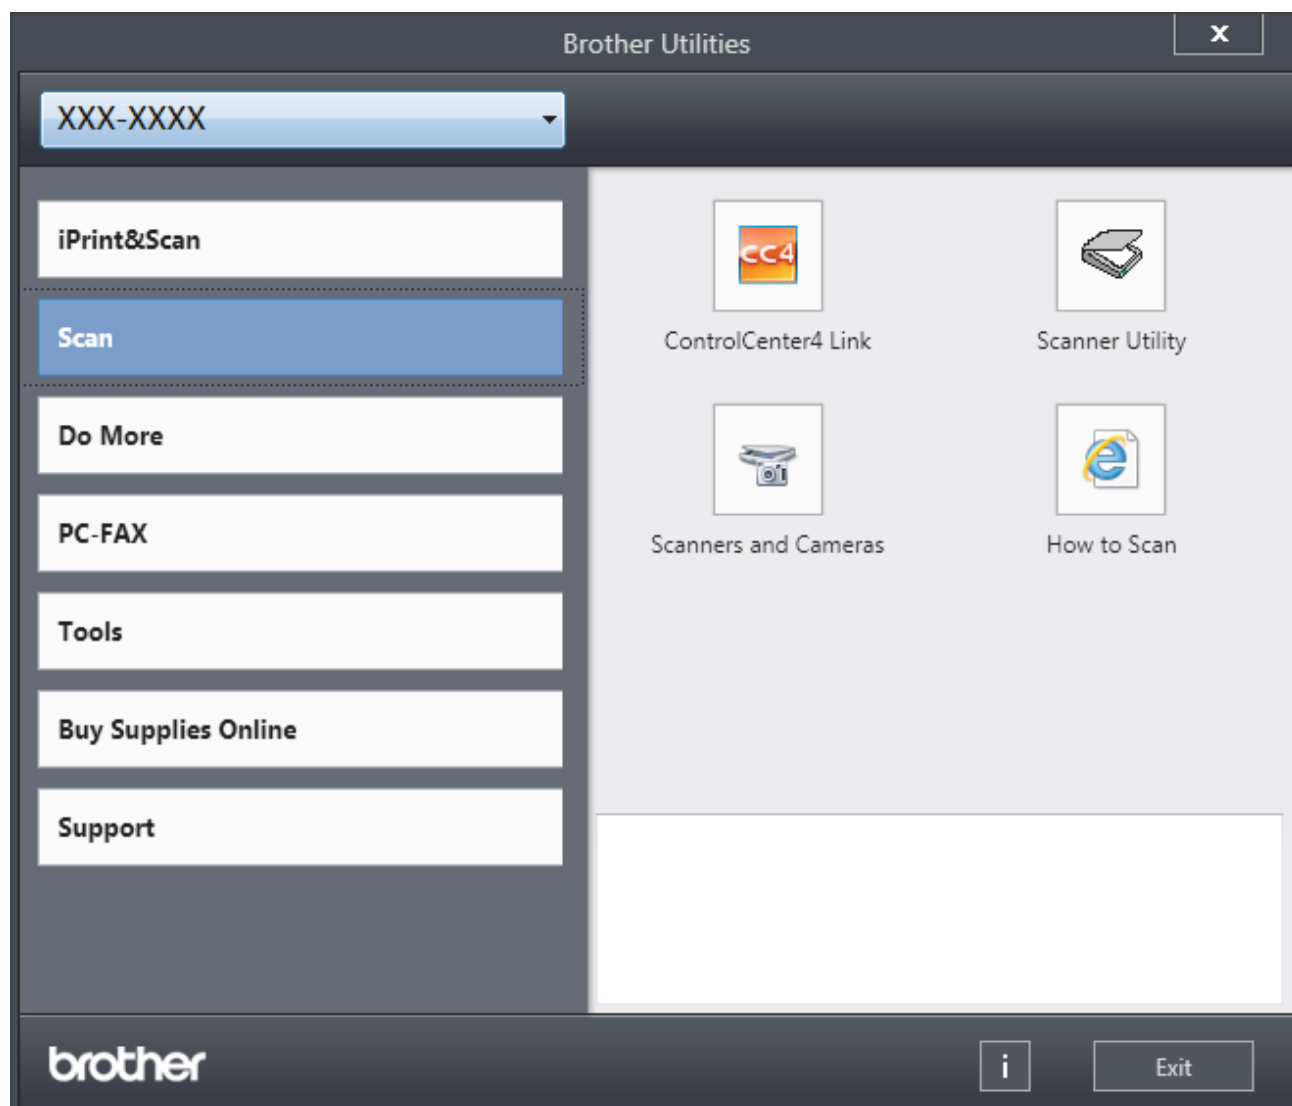 Brother Utilities
x
XXX-XXXX
iPrint&Scan
Scan
Do More
PC-FAX
Tools
Buy Supplies Online
Support
CC4
ControlCenter4 Link
Scanner Utility
Scanners and Cameras
How to Scan
brother
i
Exit